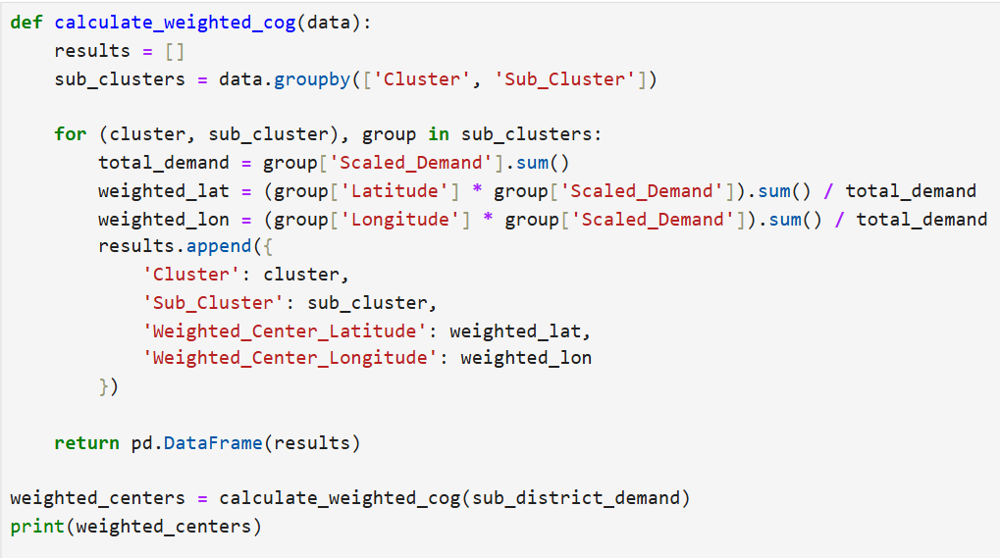 def calculate_weighted_cog(data):
    results = []
    sub_clusters = data.groupby(['Cluster', 'Sub_Cluster'])

    for (cluster, sub_cluster), group in sub_clusters:
        total_demand = group['Scaled_Demand'].sum()
        weighted_lat = (group['Latitude'] * group['Scaled_Demand']).sum() / total_demand
        weighted_lon = (group['Longitude'] * group['Scaled_Demand']).sum() / total_demand
        results.append({
            'Cluster': cluster,
            'Sub_Cluster': sub_cluster,
            'Weighted_Center_Latitude': weighted_lat,
            'Weighted_Center_Longitude': weighted_lon
        })

    return pd.DataFrame(results)

weighted_centers = calculate_weighted_cog(sub_district_demand)
print(weighted_centers)